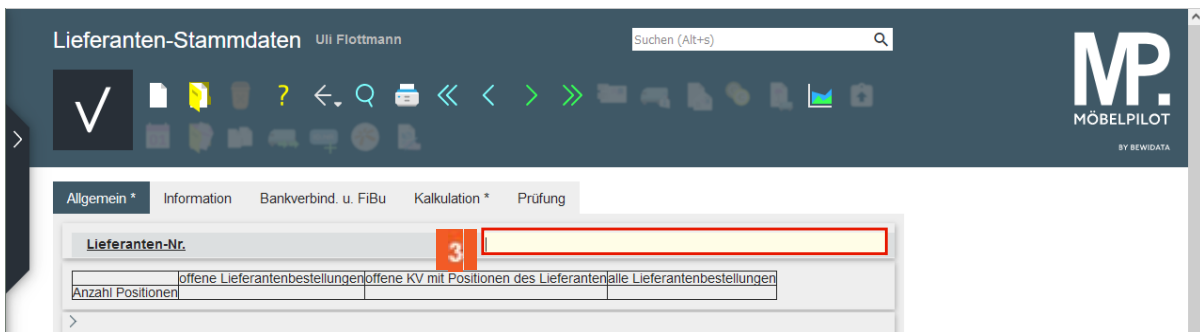 Lieferanten-Stammdaten Uli Flottmann Suchen (Alt+s)
MP.
MÖBELPILOT
BY BEWIDATA
Allgemein * Information Bankverbind. u. FiBu Kalkulation * Prüfung
Lieferanten-Nr. 3
offene Lieferantenbestellungen offene KV mit Positionen des Lieferanten alle Lieferantenbestellungen
Anzahl Positionen